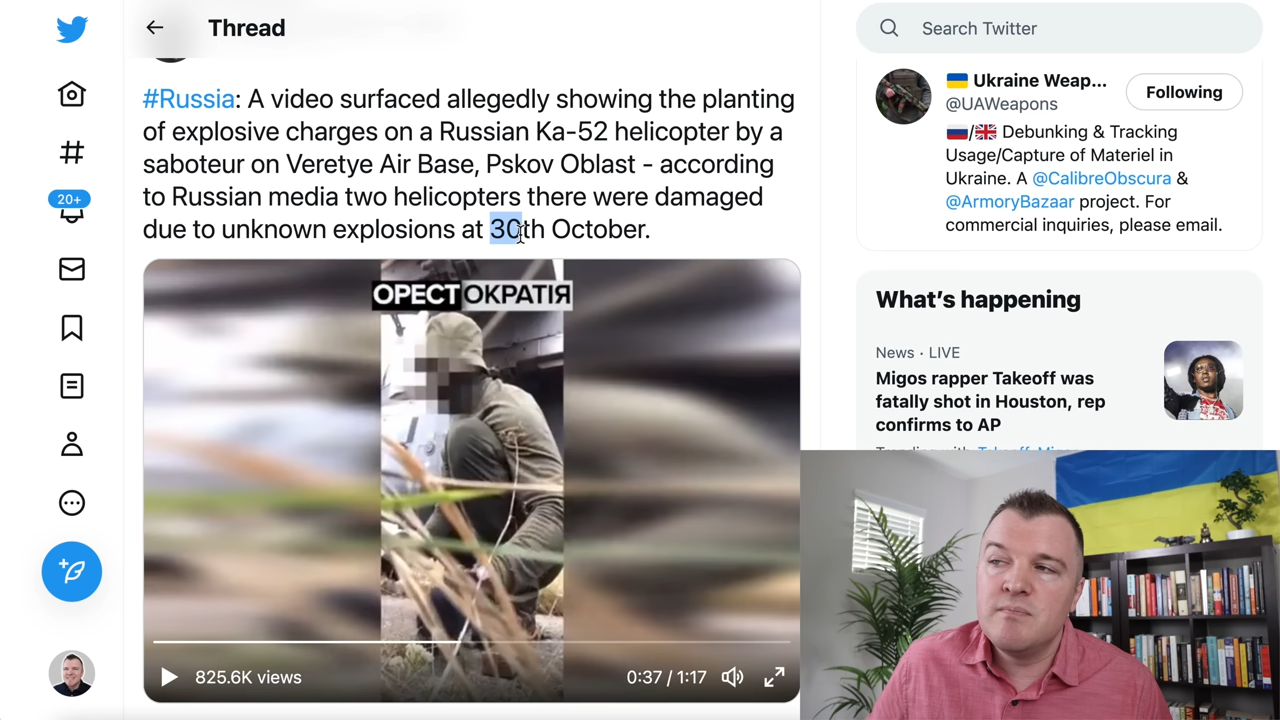 Thread
#Russia: A video surfaced allegedly showing the planting
of explosive charges on a Russian Ka-52 helicopter by a
saboteur on Veretye Air Base, Pskov Oblast - according
to Russian media two helicopters there were damaged
due to unknown explosions at 30th October.
ОРЕСТОКРАТІЯ
825.6K views
0:37 / 1:17
20+
Search Twitter
Ukraine Weap...
Following
@UAWeapons
/ Debunking & Tracking
Usage/Capture of Materiel in
Ukraine. A @CalibreObscura &
@ArmoryBazaar project. For
commercial inquiries, please email.
What's happening
News · LIVE
Migos rapper Takeoff was
fatally shot in Houston, rep
confirms to AP